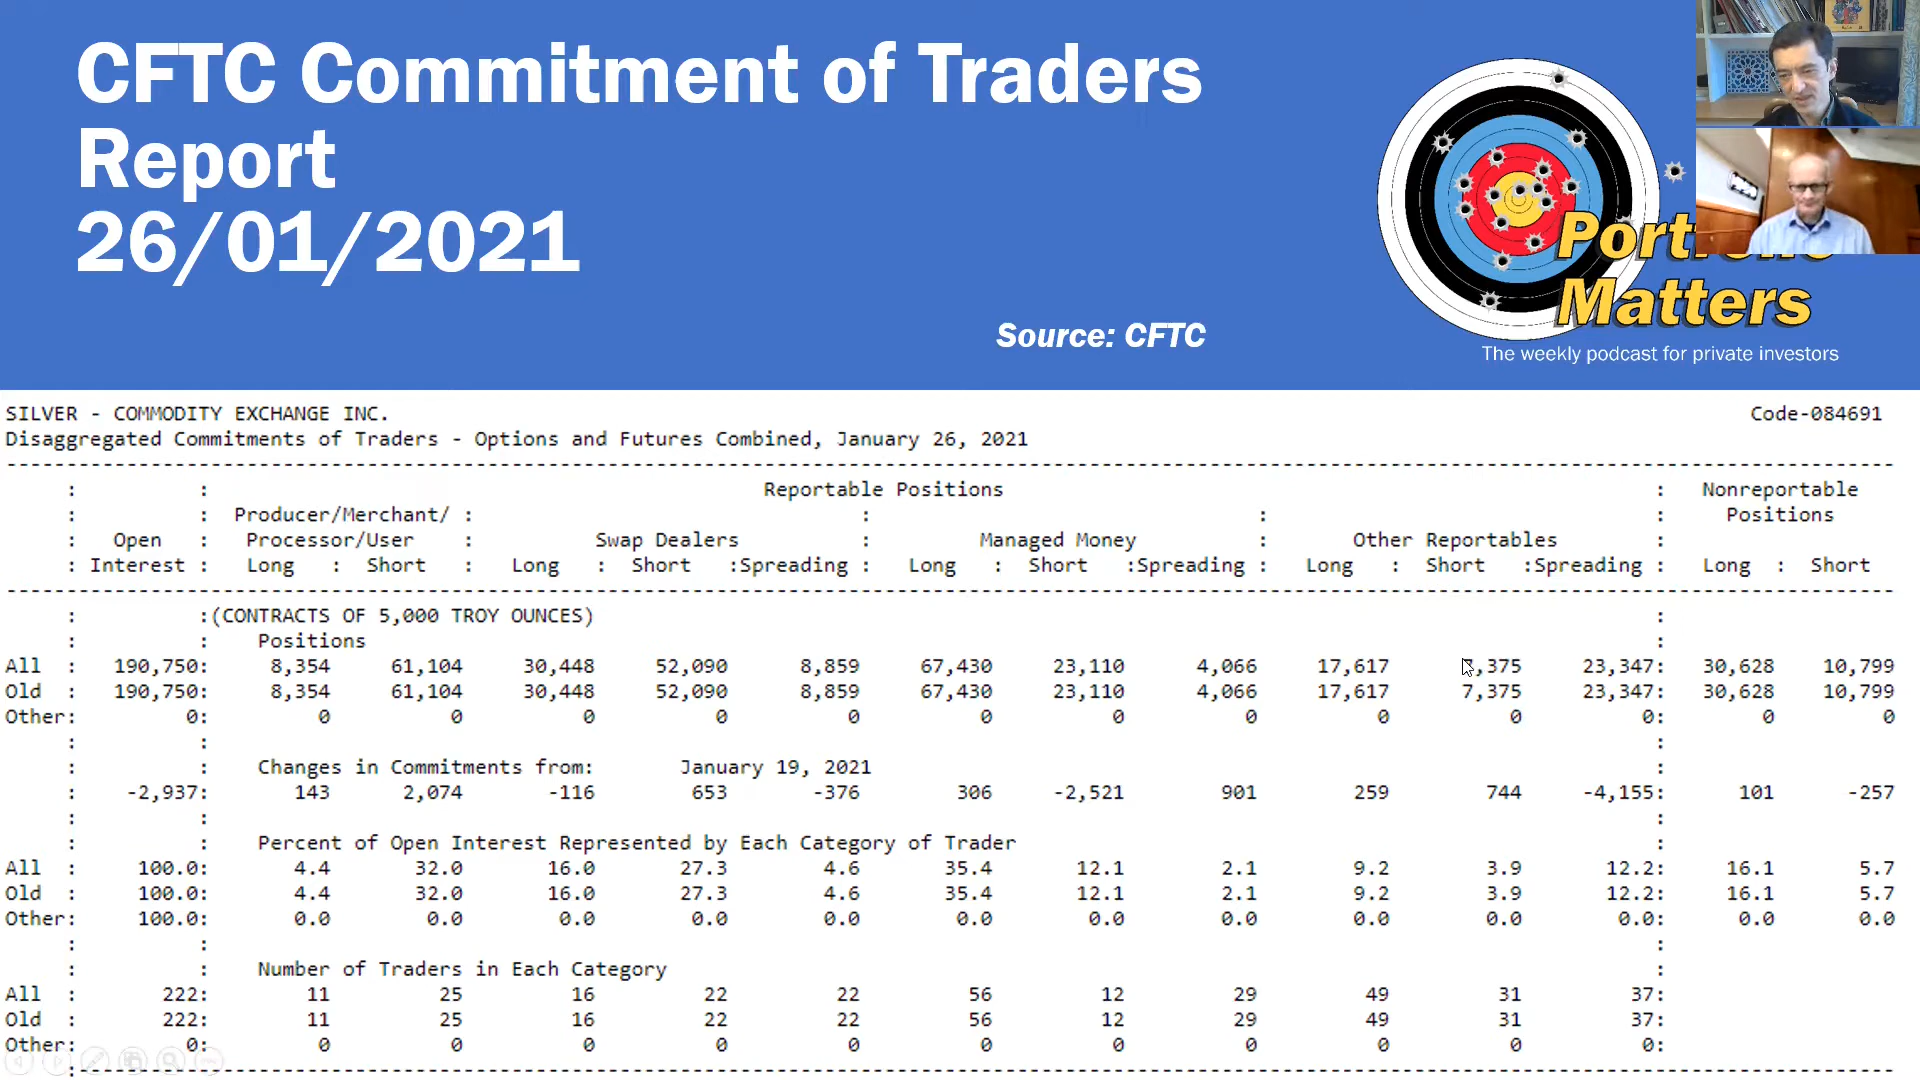 CFTC Commitment of Traders
Report
26/01/2021
Source: CFTC
Matters
The weekly podcast for private investors
SILVER - COMMODITY EXCHANGE INC. Code-084691
Disaggregated Commitments of Traders - Options and Futures Combined, January 26, 2021
: : Reportable Positions : Nonreportable
: : Producer/Merchant/ : : : : Positions
: Open : Processor/User : Swap Dealers : Managed Money : Other Reportables :
: Interest : Long : Short : Long : Short :Spreading : Long : Short :Spreading : Long : Short :Spreading : Long : Short
: :(CONTRACTS OF 5,000 TROY OUNCES) :
: : Positions :
All : 190,750: 8,354 61,104 30,448 52,090 8,859 67,430 23,110 4,066 17,617 ,375 23,347: 30,628 10,799
Old : 190,750: 8,354 61,104 30,448 52,090 8,859 67,430 23,110 4,066 17,617 7,375 23,347: 30,628 10,799
Other: 0: 0 0 0 0 0 0 0 0 0 0 0: 0 0
: : :
: : Changes in Commitments from: January 19, 2021 :
: -2,937: 143 2,074 -116 653 -376 306 -2,521 901 259 744 -4,155: 101 -257
: : :
: : Percent of Open Interest Represented by Each Category of Trader :
All : 100.0: 4.4 32.0 16.0 27.3 4.6 35.4 12.1 2.1 9.2 3.9 12.2: 16.1 5.7
Old : 100.0: 4.4 32.0 16.0 27.3 4.6 35.4 12.1 2.1 9.2 3.9 12.2: 16.1 5.7
Other: 100.0: 0.0 0.0 0.0 0.0 0.0 0.0 0.0 0.0 0.0 0.0 0.0: 0.0 0.0
: : :
: : Number of Traders in Each Category :
All : 222: 11 25 16 22 22 56 12 29 49 31 37:
Old : 222: 11 25 16 22 22 56 12 29 49 31 37:
Other: 0: 0 0 0 0 0 0 0 0 0 0 0: